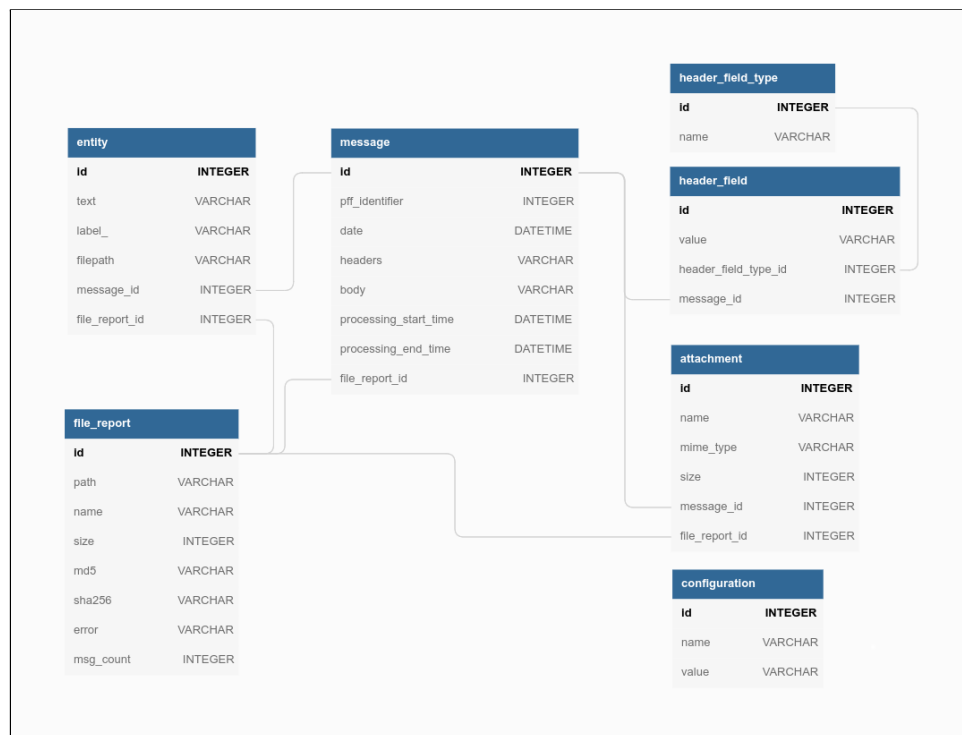 entity
id INTEGER
text VARCHAR
label_ VARCHAR
filepath VARCHAR
message_id INTEGER
file_report_id INTEGER
file_report
id INTEGER
path VARCHAR
name VARCHAR
size INTEGER
md5 VARCHAR
sha256 VARCHAR
error VARCHAR
msg_count INTEGER
message
id INTEGER
pff_identifier INTEGER
date DATETIME
headers VARCHAR
body VARCHAR
processing_start_time DATETIME
processing_end_time DATETIME
file_report_id INTEGER
header_field_type
id INTEGER
name VARCHAR
header_field
id INTEGER
value VARCHAR
header_field_type_id INTEGER
message_id INTEGER
attachment
id INTEGER
name VARCHAR
mime_type VARCHAR
size INTEGER
message_id INTEGER
file_report_id INTEGER
configuration
id INTEGER
name VARCHAR
value VARCHAR